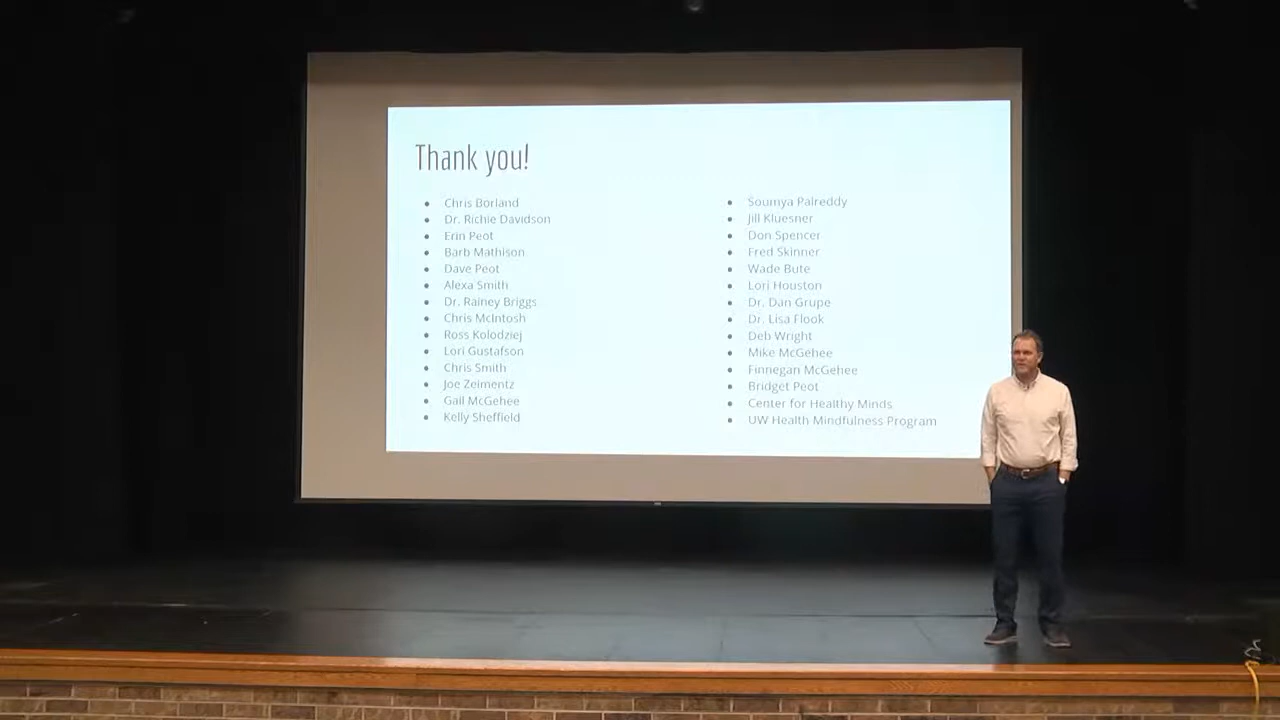 Thank you!
Chris Borland
Dr. Richie Davidson
Erin Peot
Barb Mathison
Dave Peot
Alexa Smith
Dr. Rainey Briggs
Chris McIntosh
Ross Kolodziej
Lori Gustafson
Chris Smith
Joe Zeimentz
Gail McGehee
Kelly Sheffield
Soumya Palreddy
Jill Kluesner
Don Spencer
Fred Skinner
Wade Bute
Lori Houston
Dr. Dan Grupe
Dr. Lisa Flook
Deb Wright
Mike McGehee
Finnegan McGehee
Bridget Peot
Center for Healthy Minds
UW Health Mindfulness Program